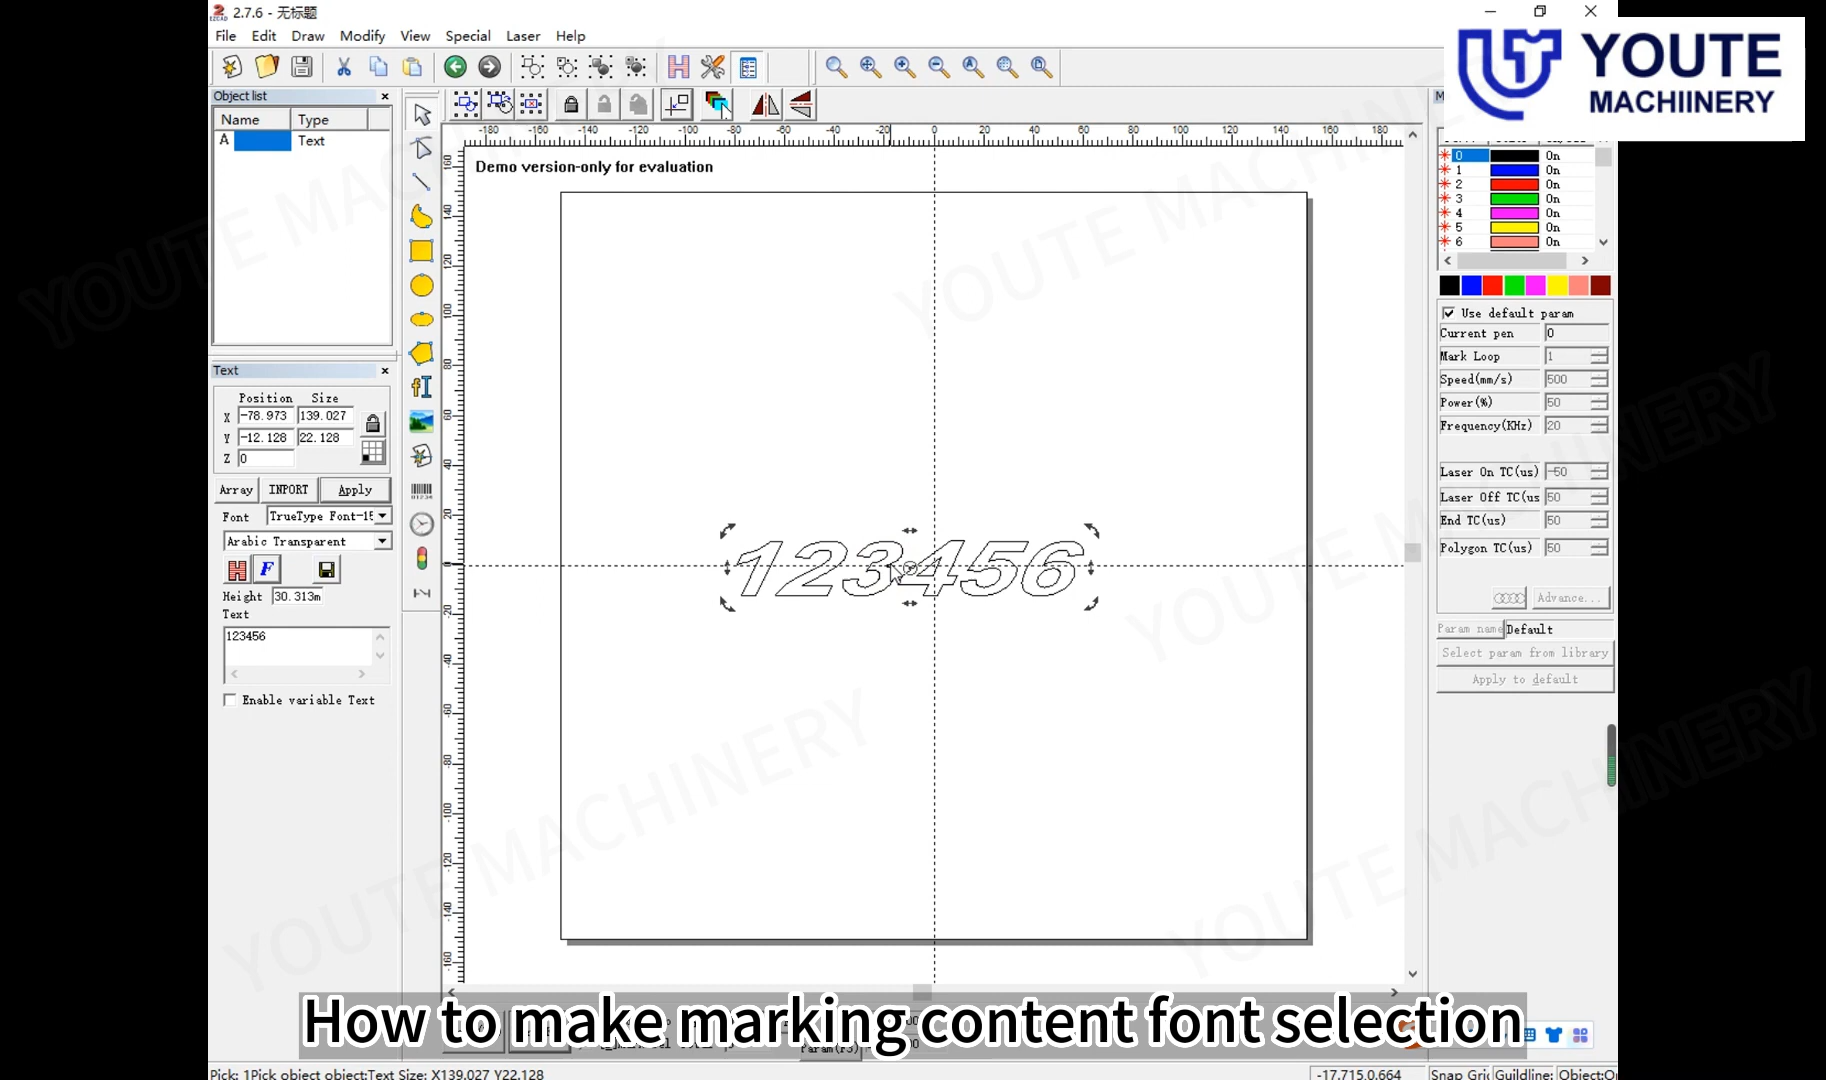 2.7.6 - 无标题
File Edit Draw Modify View Special Laser Help
YOUTE
MACHIINERY
Object list
Name Type
A Text
Demo version-only for evaluation
0 On
1 On
2 On
3 On
4 On
5 On
6 On
Text
Position Size
X -78.973 139.027
Y -12.128 22.128
Z 0
Array INPORT Apply
Font TrueType Font-15
Arabic Transparent
Height 30.313m
Text
123456
Enable variable Text
123456
Use default param
Current pen 0
Mark Loop 1
Speed(mm/s) 500
Power(%) 50
Frequency(KHz) 20
Laser On TC(us) -50
Laser Off TC(us 50
End TC(us) 50
Polygon TC(us) 50
Advance...
Param name Default
Select param from library
Apply to default
YOUTE MACHINERY
How to make marking content font selection
Param(F3)
Pick: 1Pick object object:Text Size: X139.027 Y22.128
-17.715,0.664 Snap Gri Guildline: Object:O